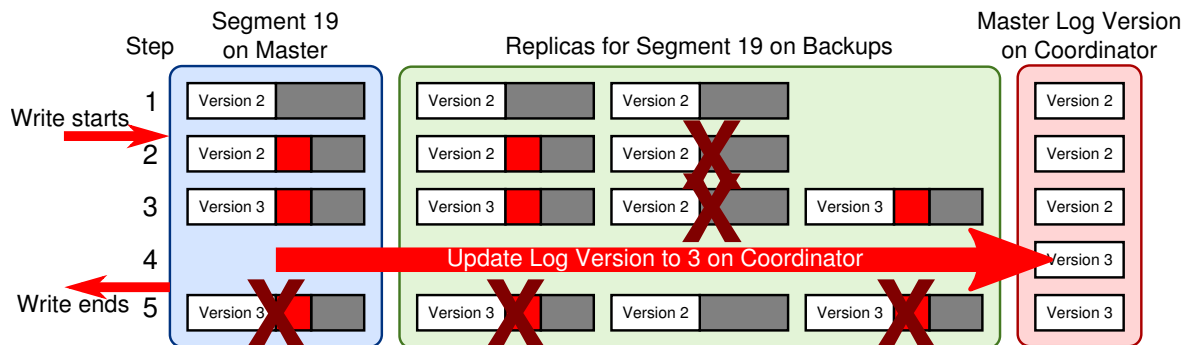 Step
Segment 19
on Master
Replicas for Segment 19 on Backups
Master Log Version
on Coordinator
1
Version 2
Version 2
Version 2
Version 2
Write starts
2
Version 2
Version 2
Version 2
Version 2
3
Version 3
Version 3
Version 2
Version 3
Version 2
4
Update Log Version to 3 on Coordinator
Version 3
Write ends
5
Version 3
Version 3
Version 2
Version 3
Version 3